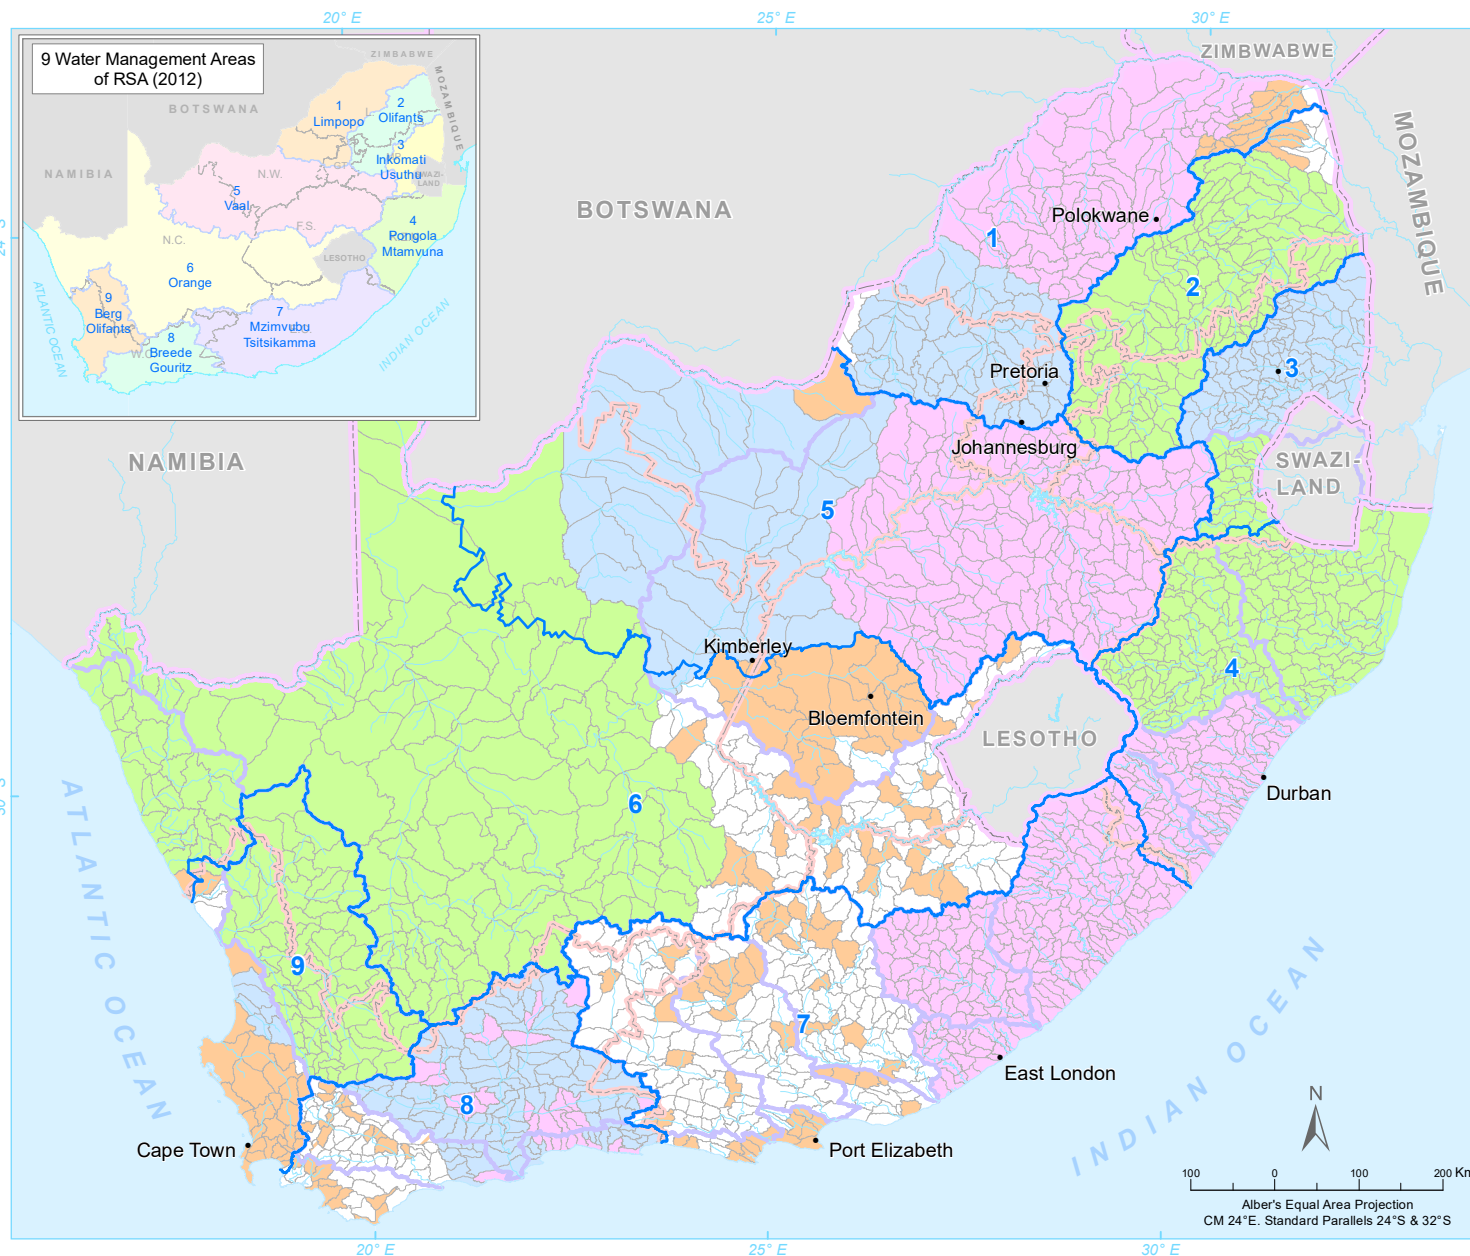 20° E
25° E
30° E
9 Water Management Areas
of RSA (2012)
ZIMBABWE
MOZAMBIQUE
BOTSWANA
NAMIBIA
1
Limpopo
2
Olifants
3
Inkomati
Usuthu
LAND
N.W.
5
Vaal
F.S.
4
Pongola
Mtamvuna
N.C.
LESOTHO
6
Orange
9
Berg
Olifants
7
Mzimvubu
Tsitsikamma
8
Breede
Gouritz
ATLANTIC OCEAN
INDIAN OCEAN
ZIMBWABWE
MOZAMBIQUE
BOTSWANA
Polokwane
1
2
Pretoria
3
Johannesburg
NAMIBIA
SWAZI-
LAND
5
Kimberley
4
Bloemfontein
LESOTHO
Durban
6
ATLANTIC OCEAN
9
7
East London
INDIAN OCEAN
8
N
Cape Town
Port Elizabeth
100
0
100
200 Km
Alber's Equal Area Projection
CM 24°E. Standard Parallels 24°S & 32°S
20° E
25° E
30° E